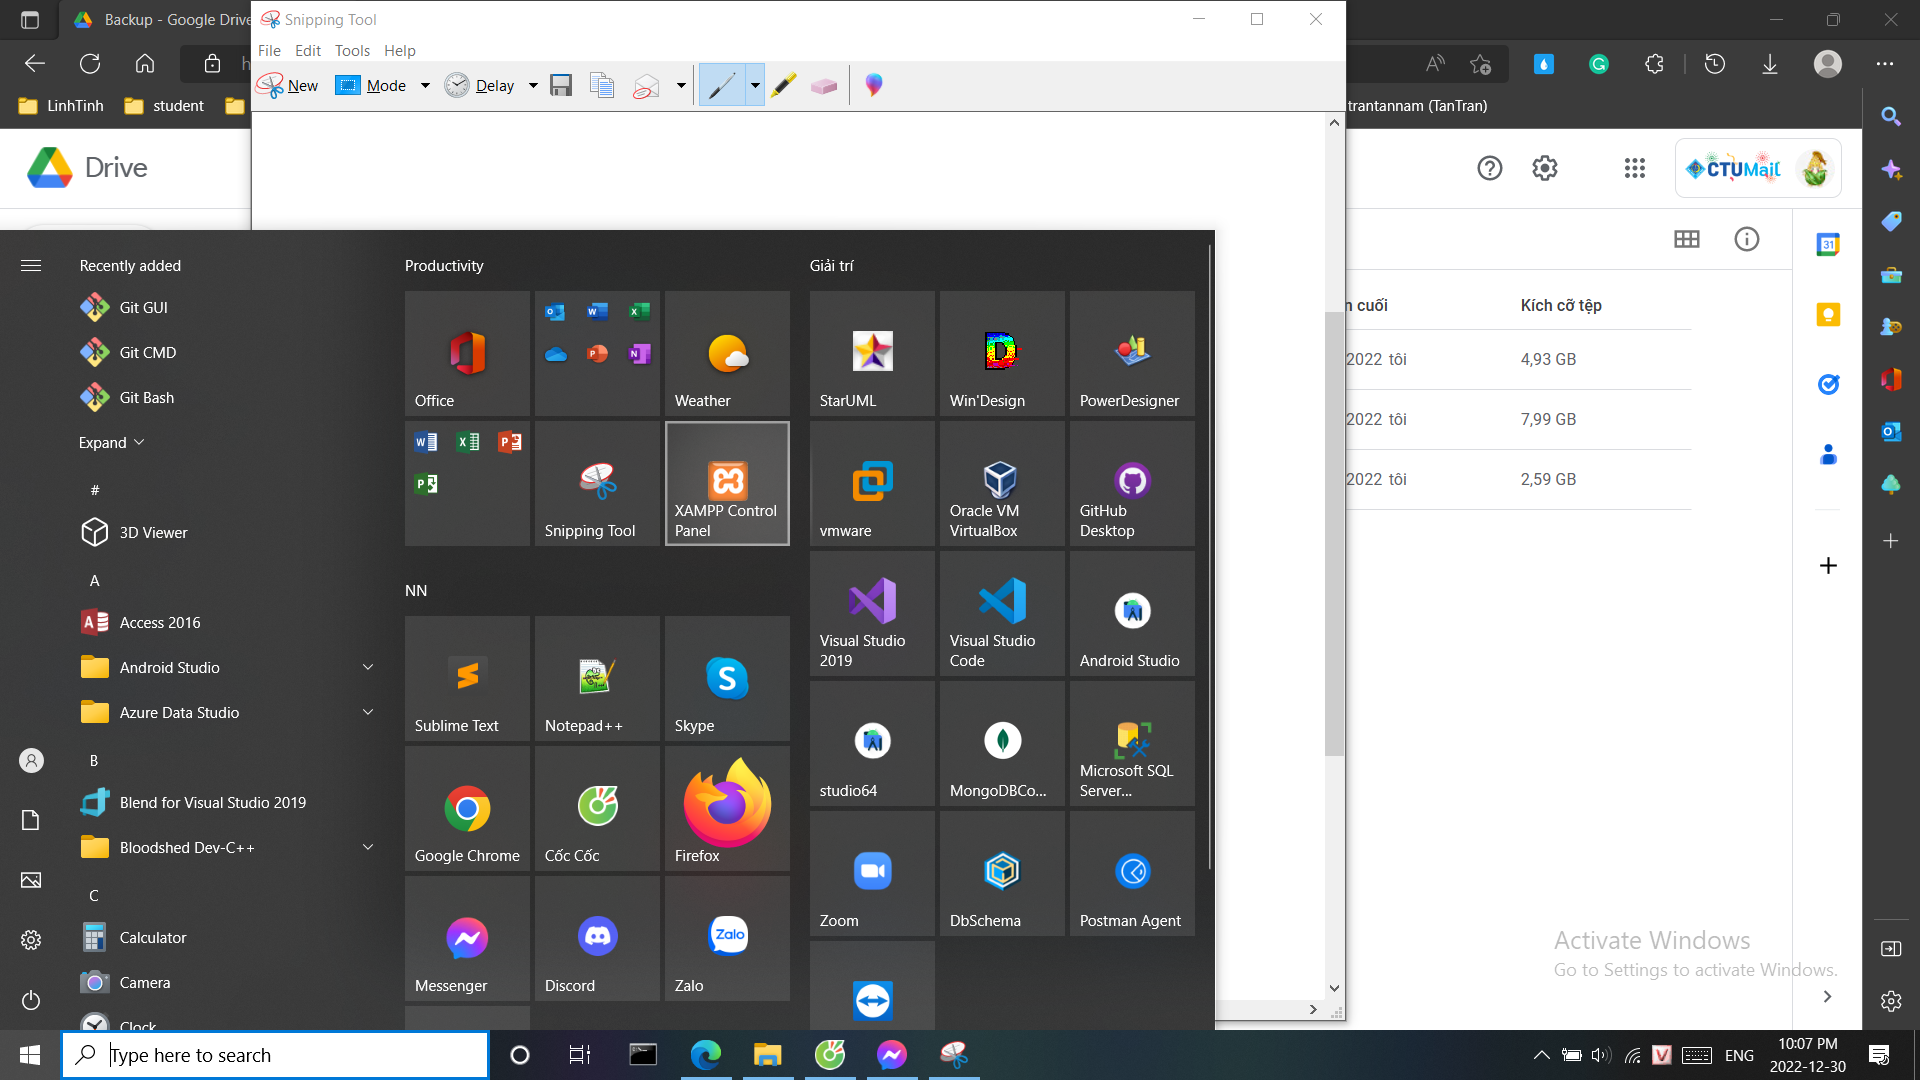 Backup - Google Drive
Snipping Tool
File Edit Tools Help
New Mode Delay
LinhTinh student
trantannam (TanTran)
Drive
CTUMail
n cuối Kích cỡ tệp
2022 tôi 4,93 GB
2022 tôi 7,99 GB
2022 tôi 2,59 GB
31
Recently added
Git GUI
Git CMD
Git Bash
Expand
#
3D Viewer
A
Access 2016
Android Studio
Azure Data Studio
B
Blend for Visual Studio 2019
Bloodshed Dev-C++
C
Calculator
Camera
Clock
Productivity
Office
Weather
Snipping Tool
XAMPP Control
Panel
NN
Sublime Text
Notepad++
Skype
Google Chrome
Cốc Cốc
Firefox
Messenger
Discord
Zalo
Zalo
Giải trí
StarUML
Win'Design
PowerDesigner
vmware
Oracle VM
VirtualBox
GitHub
Desktop
Visual Studio
2019
Visual Studio
Code
Android Studio
studio64
MongoDBCo...
Microsoft SQL
Server...
Zoom
DbSchema
Postman Agent
Activate Windows
Go to Settings to activate Windows.
Type here to search
ENG
10:07 PM
2022-12-30